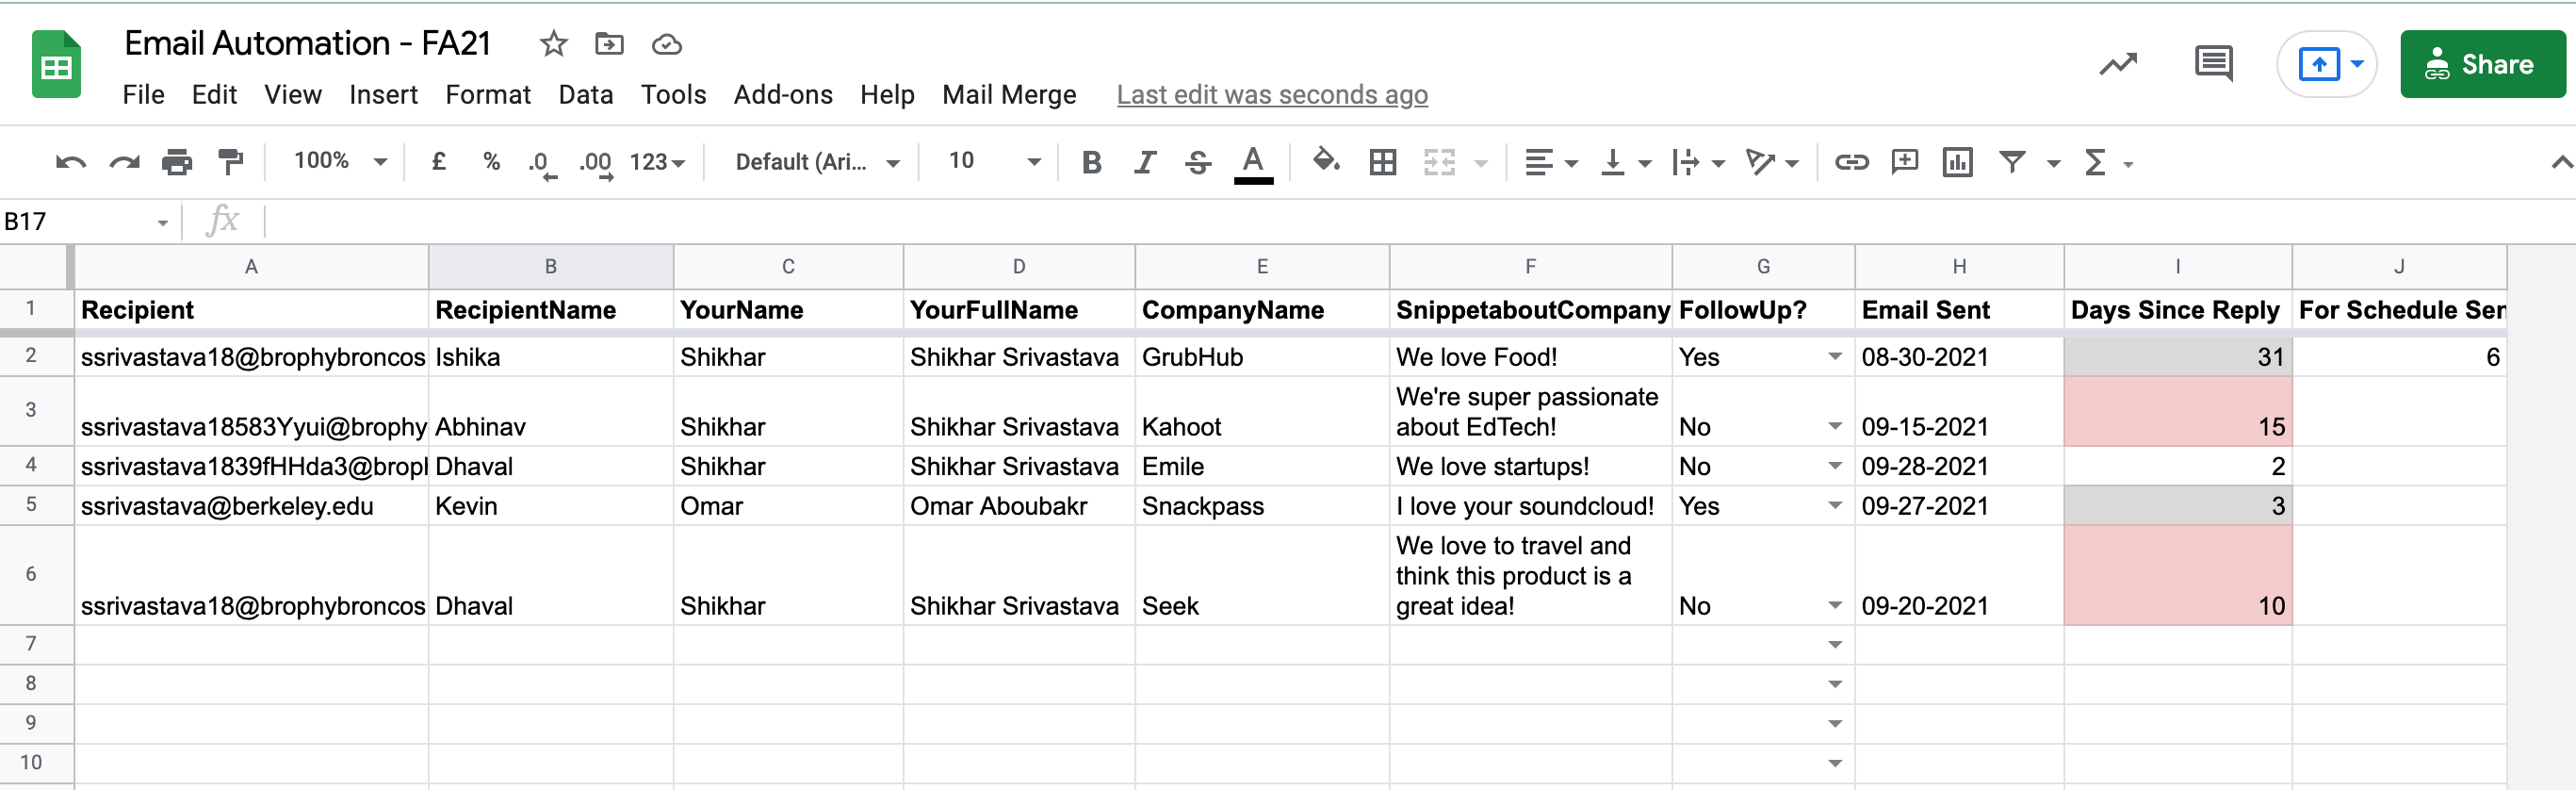 Email Automation - FA21
File Edit View Insert Format Data Tools Add-ons Help Mail Merge Last edit was seconds ago
Share
100% £ % .0 .00 123 Default (Ari... 10 B I S A
B17 fx
A B C D E F G H I J
1 Recipient RecipientName YourName YourFullName CompanyName SnippetaboutCompany FollowUp? Email Sent Days Since Reply For Schedule Sen
2 ssrivastava18@brophybroncos Ishika Shikhar Shikhar Srivastava GrubHub We love Food! Yes 08-30-2021 31 6
We're super passionate
3 ssrivastava18583Yyui@brophy Abhinav Shikhar Shikhar Srivastava Kahoot about EdTech! No 09-15-2021 15
4 ssrivastava1839fHHda3@brop Dhaval Shikhar Shikhar Srivastava Emile We love startups! No 09-28-2021 2
5 ssrivastava@berkeley.edu Kevin Omar Omar Aboubakr Snackpass I love your soundcloud! Yes 09-27-2021 3
We love to travel and
6 think this product is a
ssrivastava18@brophybroncos Dhaval Shikhar Shikhar Srivastava Seek great idea! No 09-20-2021 10
7
8
9
10